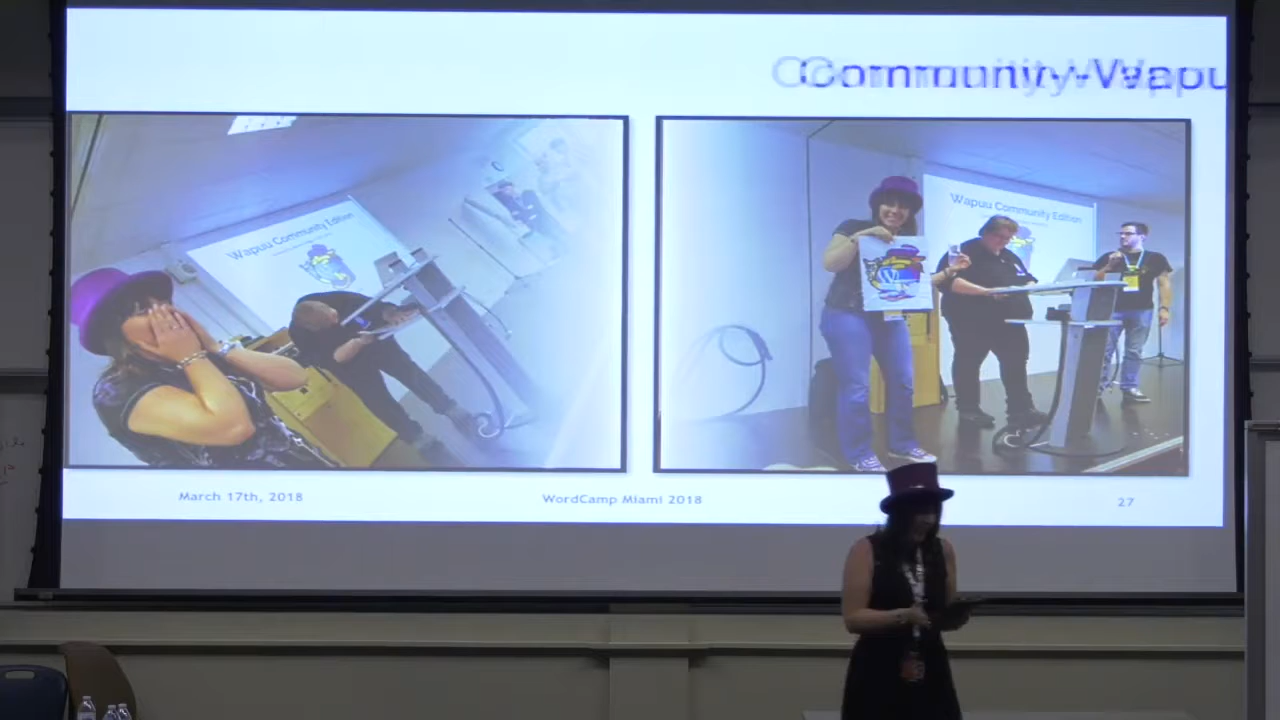 Community Wapu
Wapuu Community Edition
Wapuu Community Edition
March 17th, 2018
WordCamp Miami 2018
27